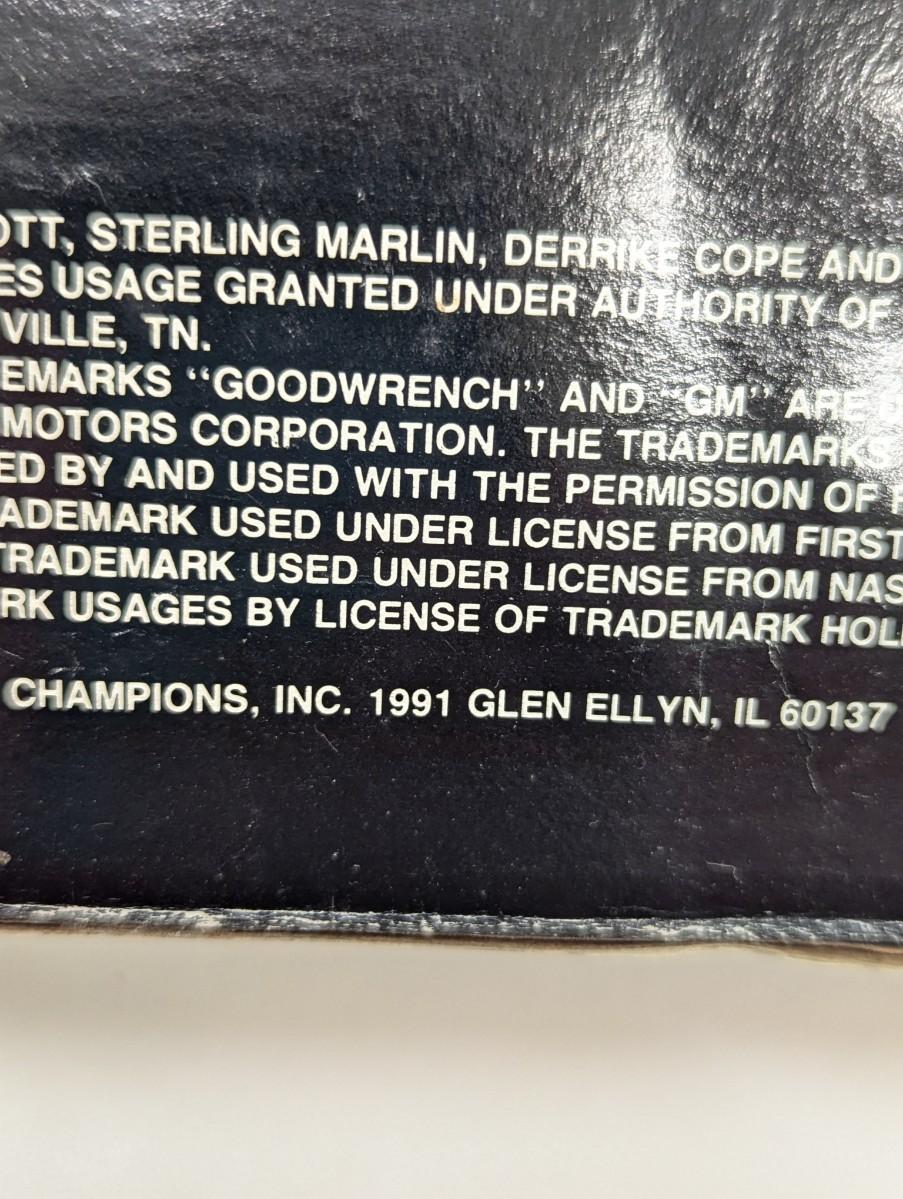 OTT, STERLING MARLIN, DERRIKE COPE AND
ES USAGE GRANTED UNDER AUTHORITY OF
VILLE, TN.
EMARKS "GOODWRENCH" AND "GM" ARE
MOTORS CORPORATION. THE TRADEMARKS
ED BY AND USED WITH THE PERMISSION OF
ADEMARK USED UNDER LICENSE FROM FIRST
TRADEMARK USED UNDER LICENSE FROM NAS
RK USAGES BY LICENSE OF TRADEMARK HOL
CHAMPIONS, INC. 1991 GLEN ELLYN, IL 60137